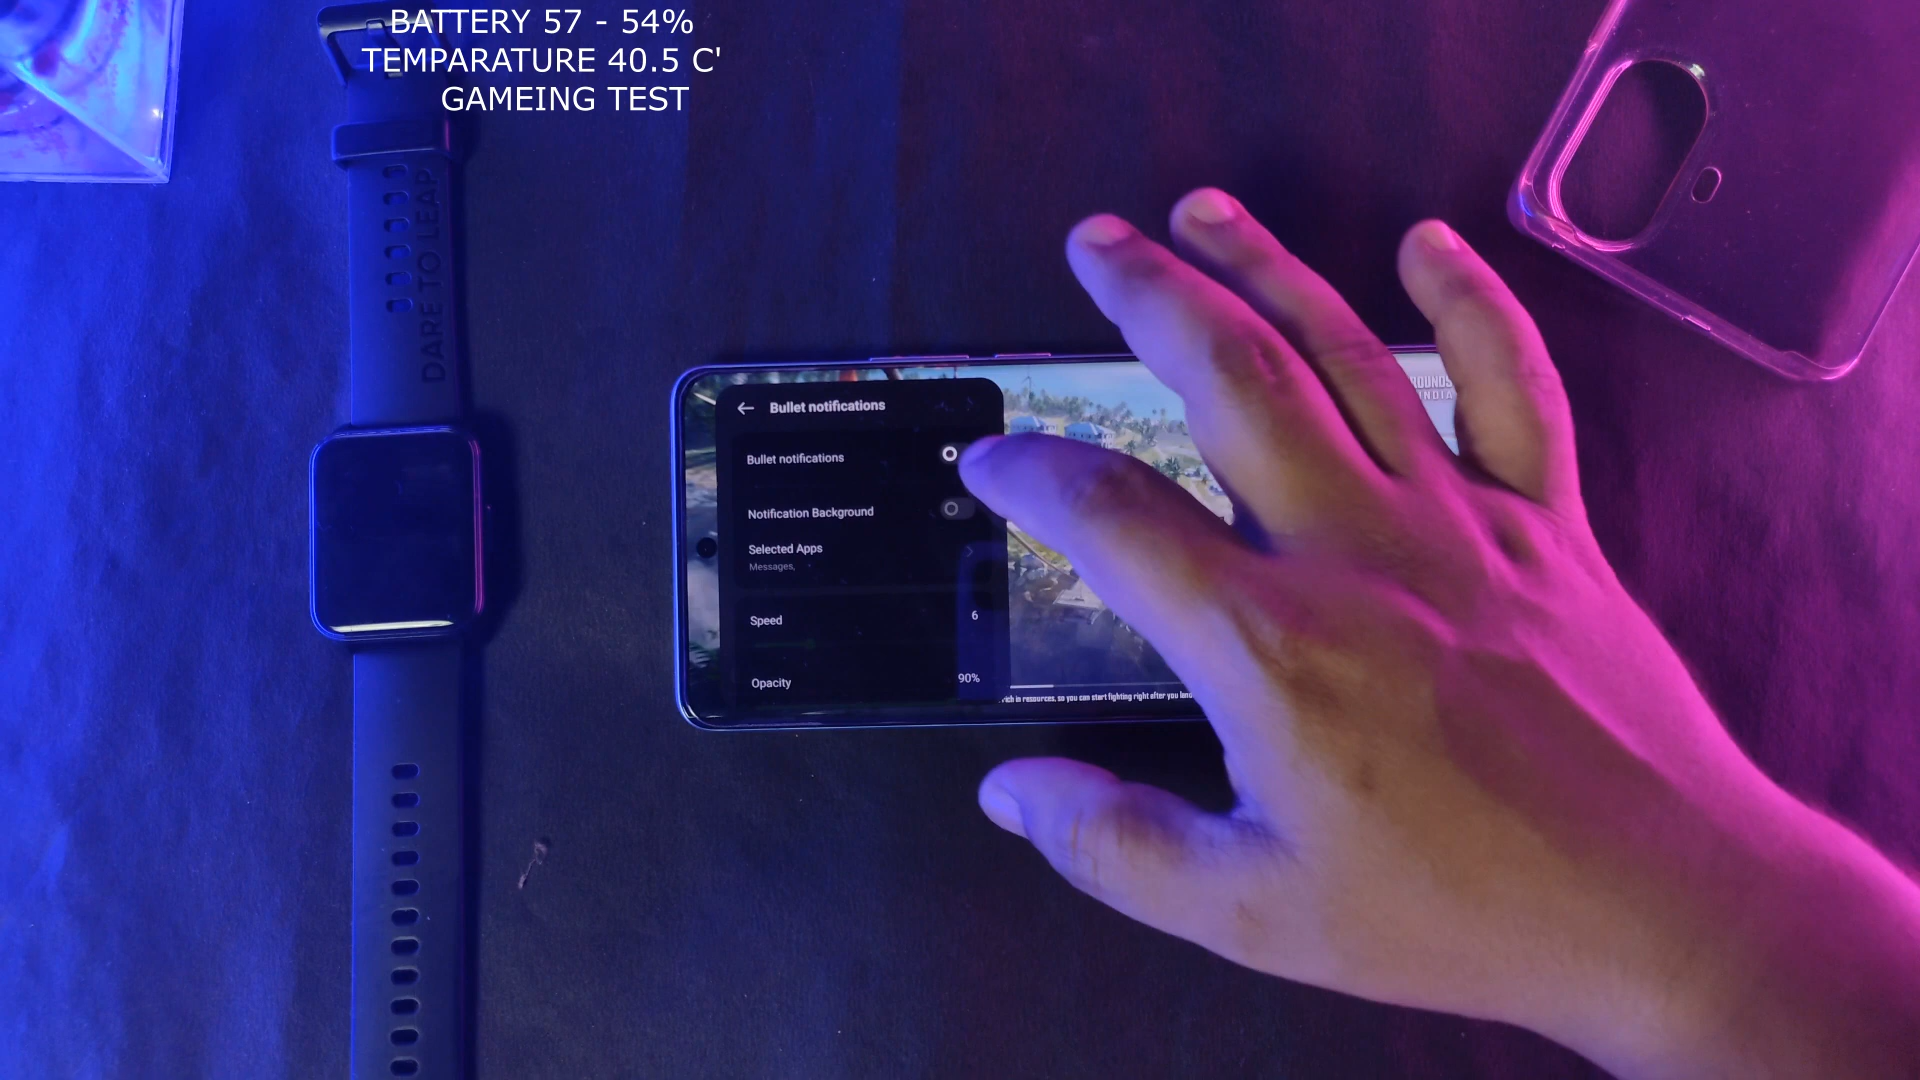 BATTERY 57 - 54%
TEMPARATURE 40.5 C'
GAMEING TEST
DARE TO LEAP
Bullet notifications
Bullet notifications
Notification Background
Selected Apps
Messages,
Speed 6
Opacity 90%
INDIA
rich in resources, so you can start fighting right after you land